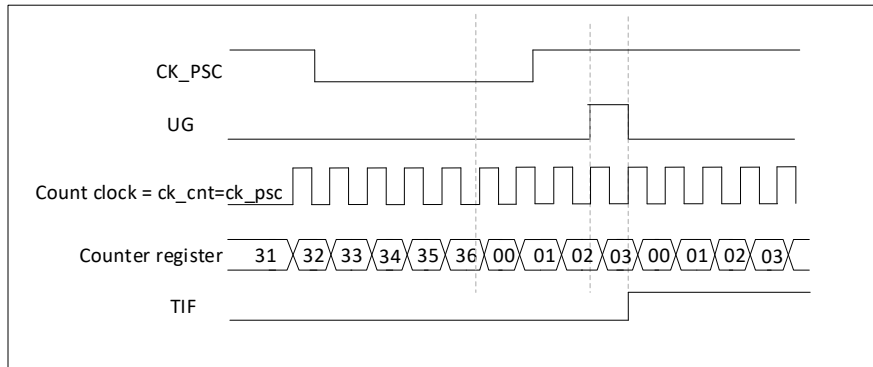 CK_PSC
UG
Count clock = ck_cnt=ck_psc
Counter register 31 32 33 34 35 36 00 01 02 03 00 01 02 03
TIF